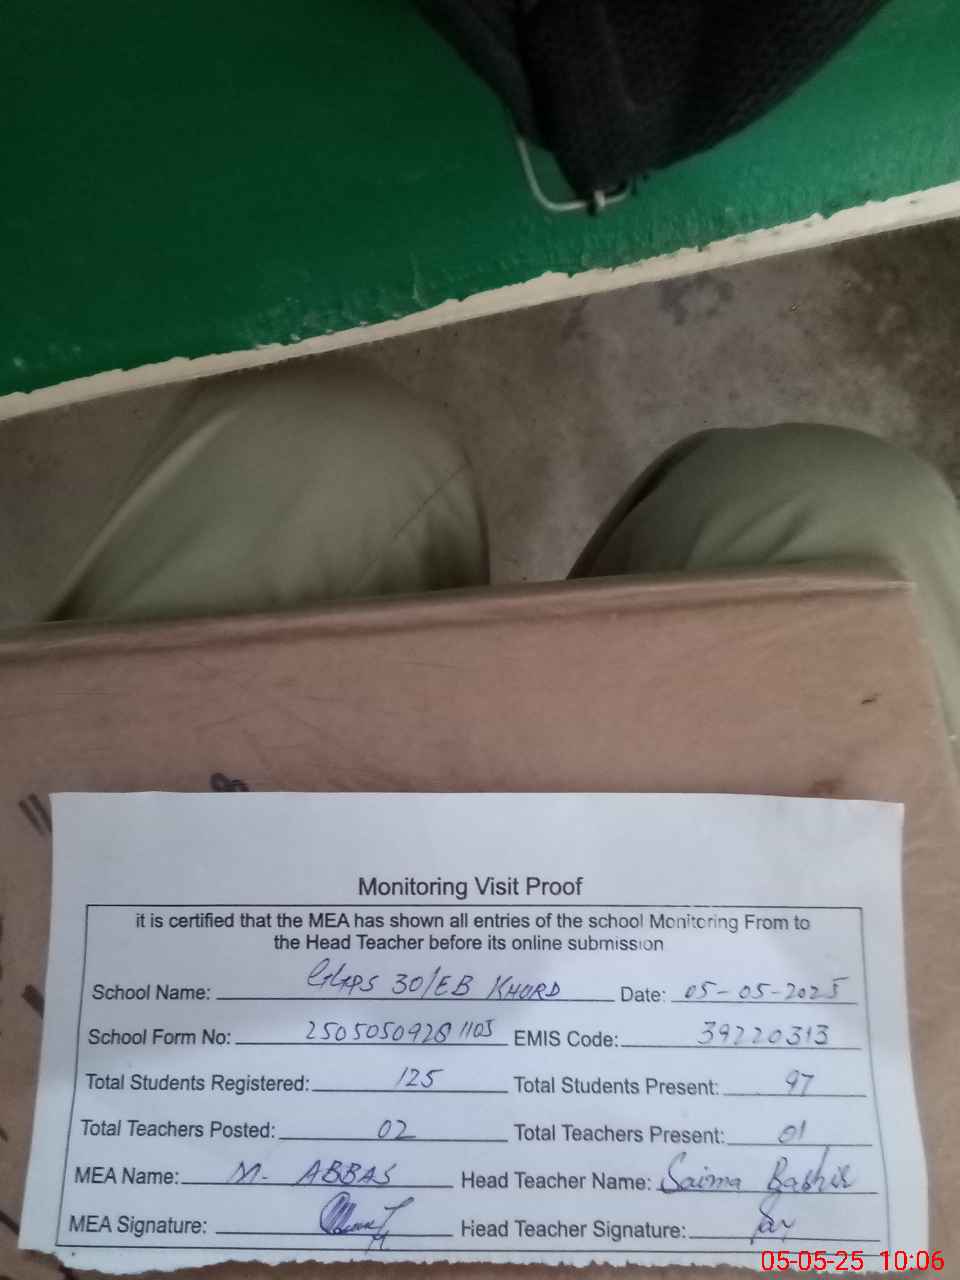 Monitoring Visit Proof
it is certified that the MEA has shown all entries of the school Monitoring From to
the Head Teacher before its online submission
School Name: GGPS 30/EB KHURD Date: 05-05-2025
School Form No: 25050509281105 EMIS Code: 39220313
Total Students Registered: 125 Total Students Present: 97
Total Teachers Posted: 02 Total Teachers Present: 01
MEA Name: M. ABBAS Head Teacher Name: Saima Bashir
MEA Signature: Head Teacher Signature:
05-05-25 10:06